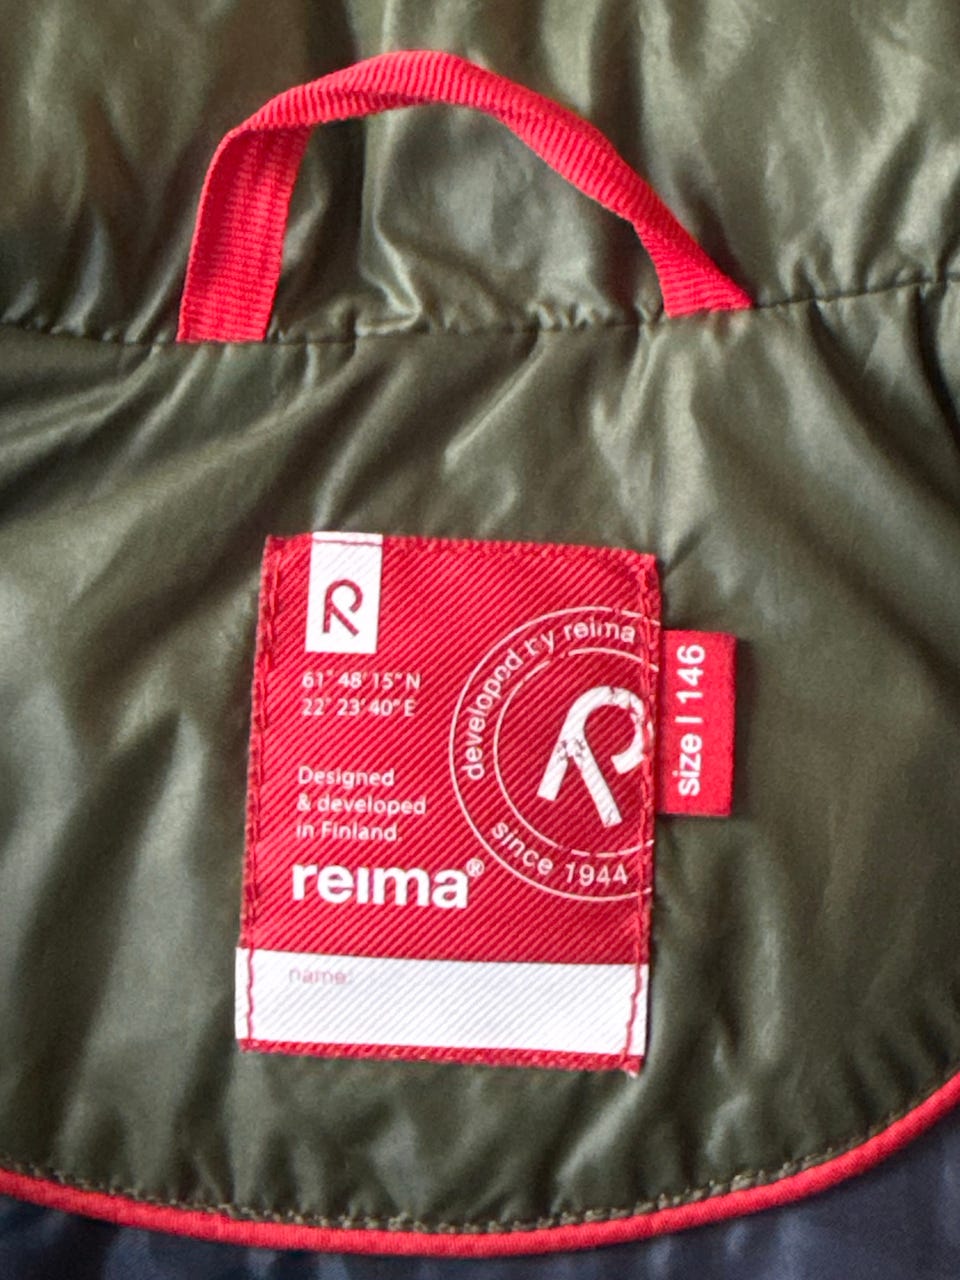 61° 48' 15" N
22° 23' 40" E
Designed
& developed
in Finland.
reima®
developed by reima
since 1944
name:
size | 146